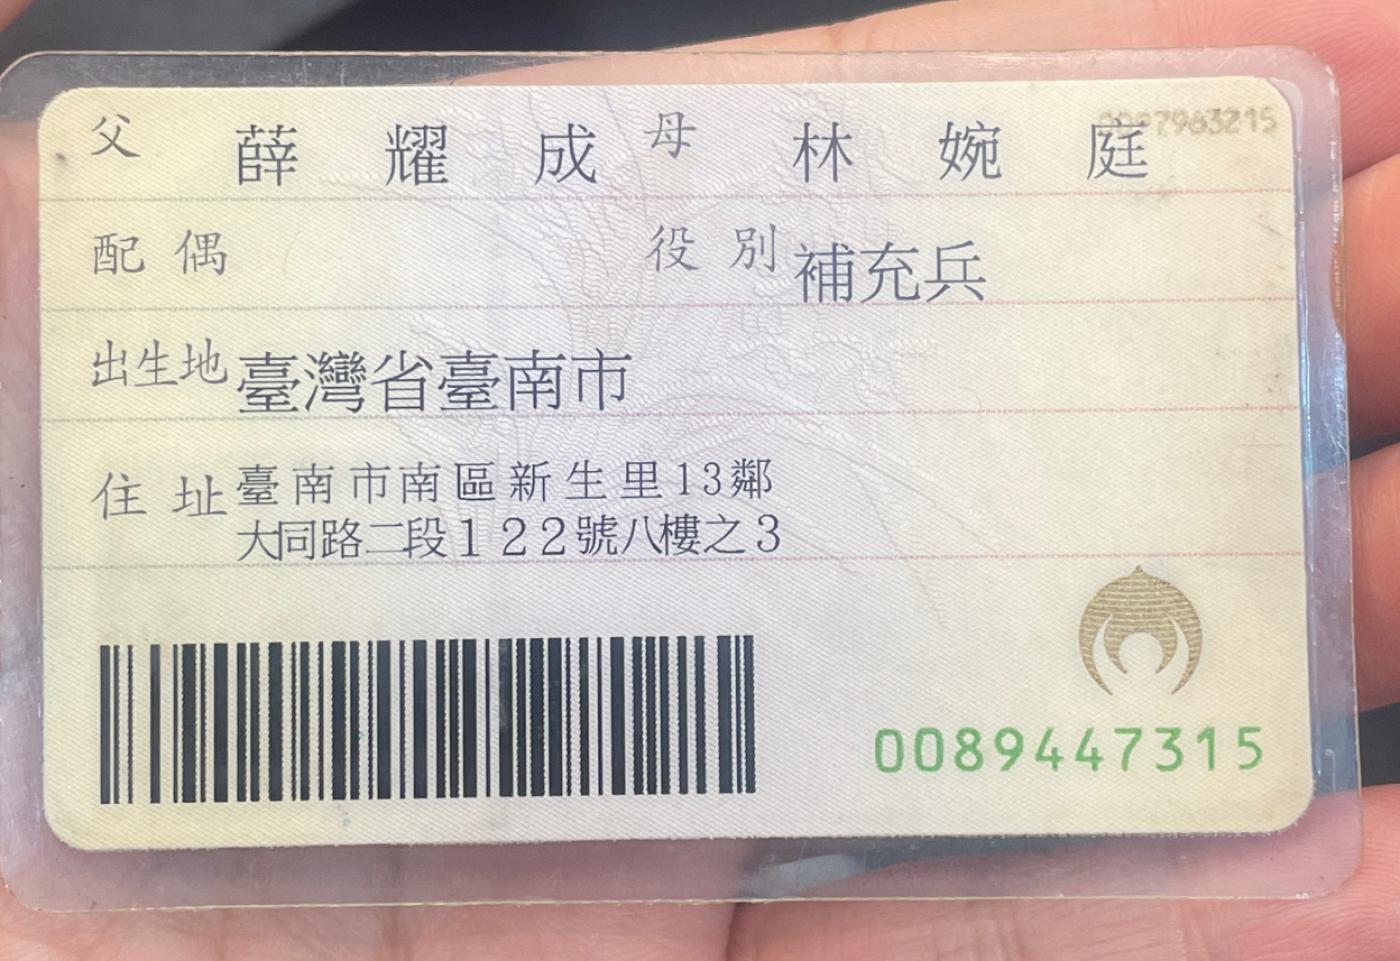 父 薛耀成 母 林婉庭
配偶 役別 補充兵
出生地 臺灣省臺南市
住址 臺南市南區新生里13鄰
大同路二段122號八樓之3
0089447315